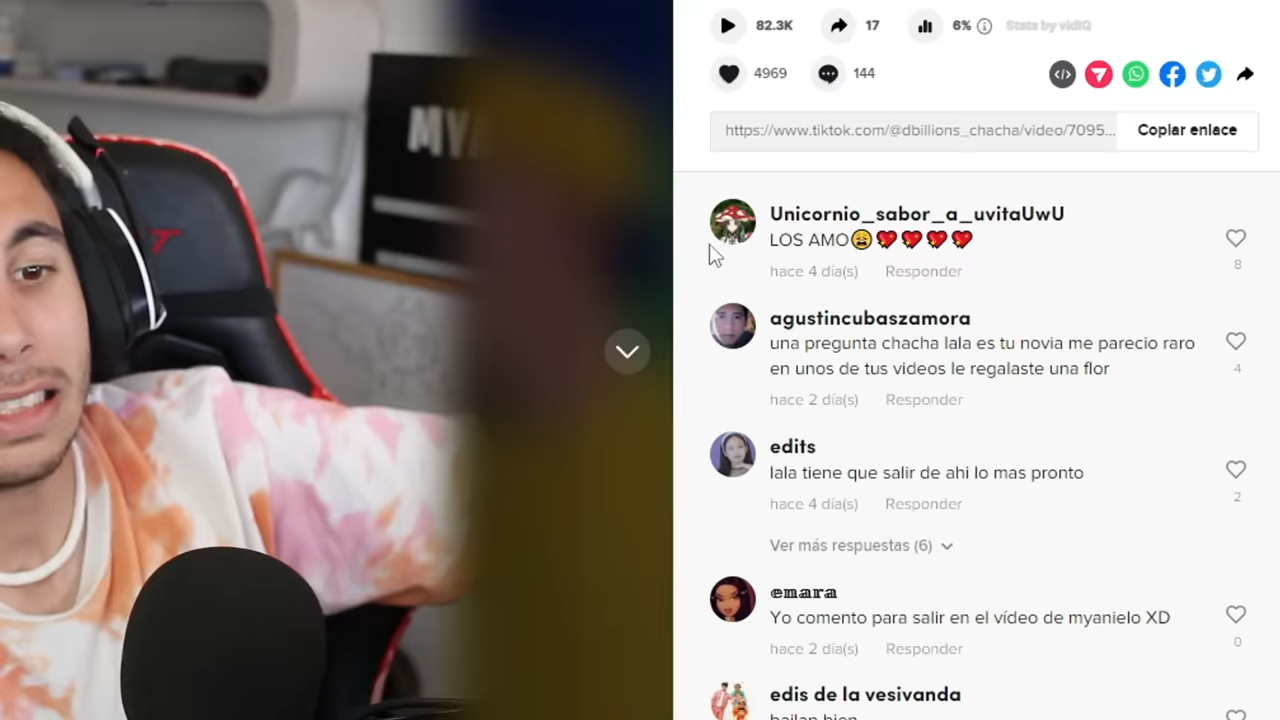 82.3K 17 6% Stats by vidIQ
4969 144
https://www.tiktok.com/@dbillions_chacha/video/7095... Copiar enlace
MYA
Unicornio_sabor_a_uvitaUwU
LOS AMO😩💖💖💖💖
8
hace 4 día(s) Responder
agustincubaszamora
una pregunta chacha lala es tu novia me parecio raro
en unos de tus videos le regalaste una flor
4
hace 2 día(s) Responder
edits
lala tiene que salir de ahi lo mas pronto
2
hace 4 día(s) Responder
Ver más respuestas (6)
emara
Yo comento para salir en el vídeo de myanielo XD
0
hace 2 día(s) Responder
edis de la vesivanda
bailan bien